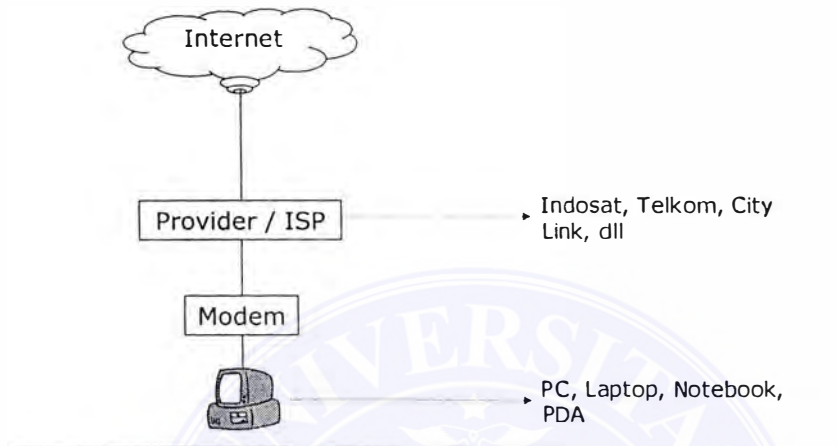 Internet
Provider / ISP
Indosat, Telkom, City
Link, dll
Modem
PC, Laptop, Notebook,
PDA